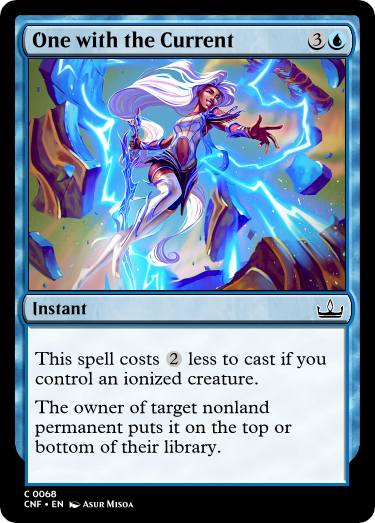 One with the Current 3
Instant
This spell costs 2 less to cast if you
control an ionized creature.
The owner of target nonland
permanent puts it on the top or
bottom of their library.
C 0068
CNF • EN Asur Misoa